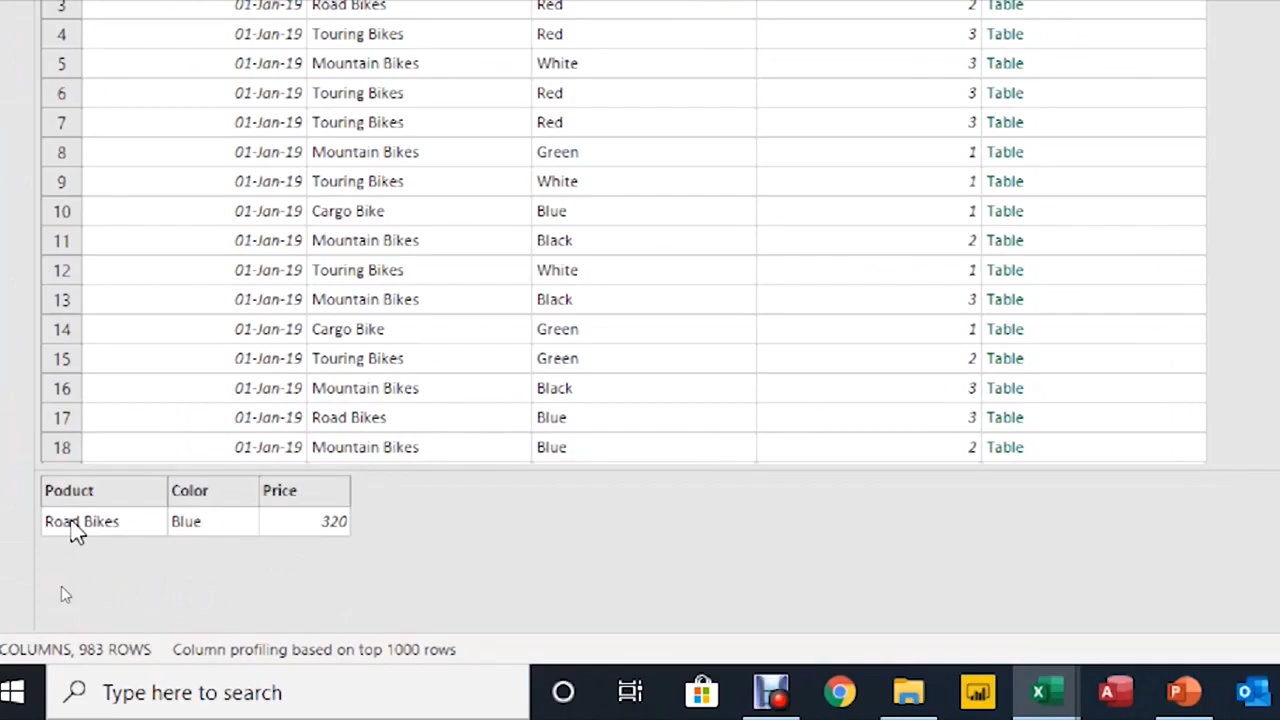 3 01-Jan-19 Road Bikes Red 2 Table
4 01-Jan-19 Touring Bikes Red 3 Table
5 01-Jan-19 Mountain Bikes White 3 Table
6 01-Jan-19 Touring Bikes Red 3 Table
7 01-Jan-19 Touring Bikes Red 3 Table
8 01-Jan-19 Mountain Bikes Green 1 Table
9 01-Jan-19 Touring Bikes White 1 Table
10 01-Jan-19 Cargo Bike Blue 1 Table
11 01-Jan-19 Mountain Bikes Black 2 Table
12 01-Jan-19 Touring Bikes White 1 Table
13 01-Jan-19 Mountain Bikes Black 3 Table
14 01-Jan-19 Cargo Bike Green 1 Table
15 01-Jan-19 Touring Bikes Green 2 Table
16 01-Jan-19 Mountain Bikes Black 3 Table
17 01-Jan-19 Road Bikes Blue 3 Table
18 01-Jan-19 Mountain Bikes Blue 2 Table
Poduct Color Price
Road Bikes Blue 320
COLUMNS, 983 ROWS Column profiling based on top 1000 rows
Type here to search